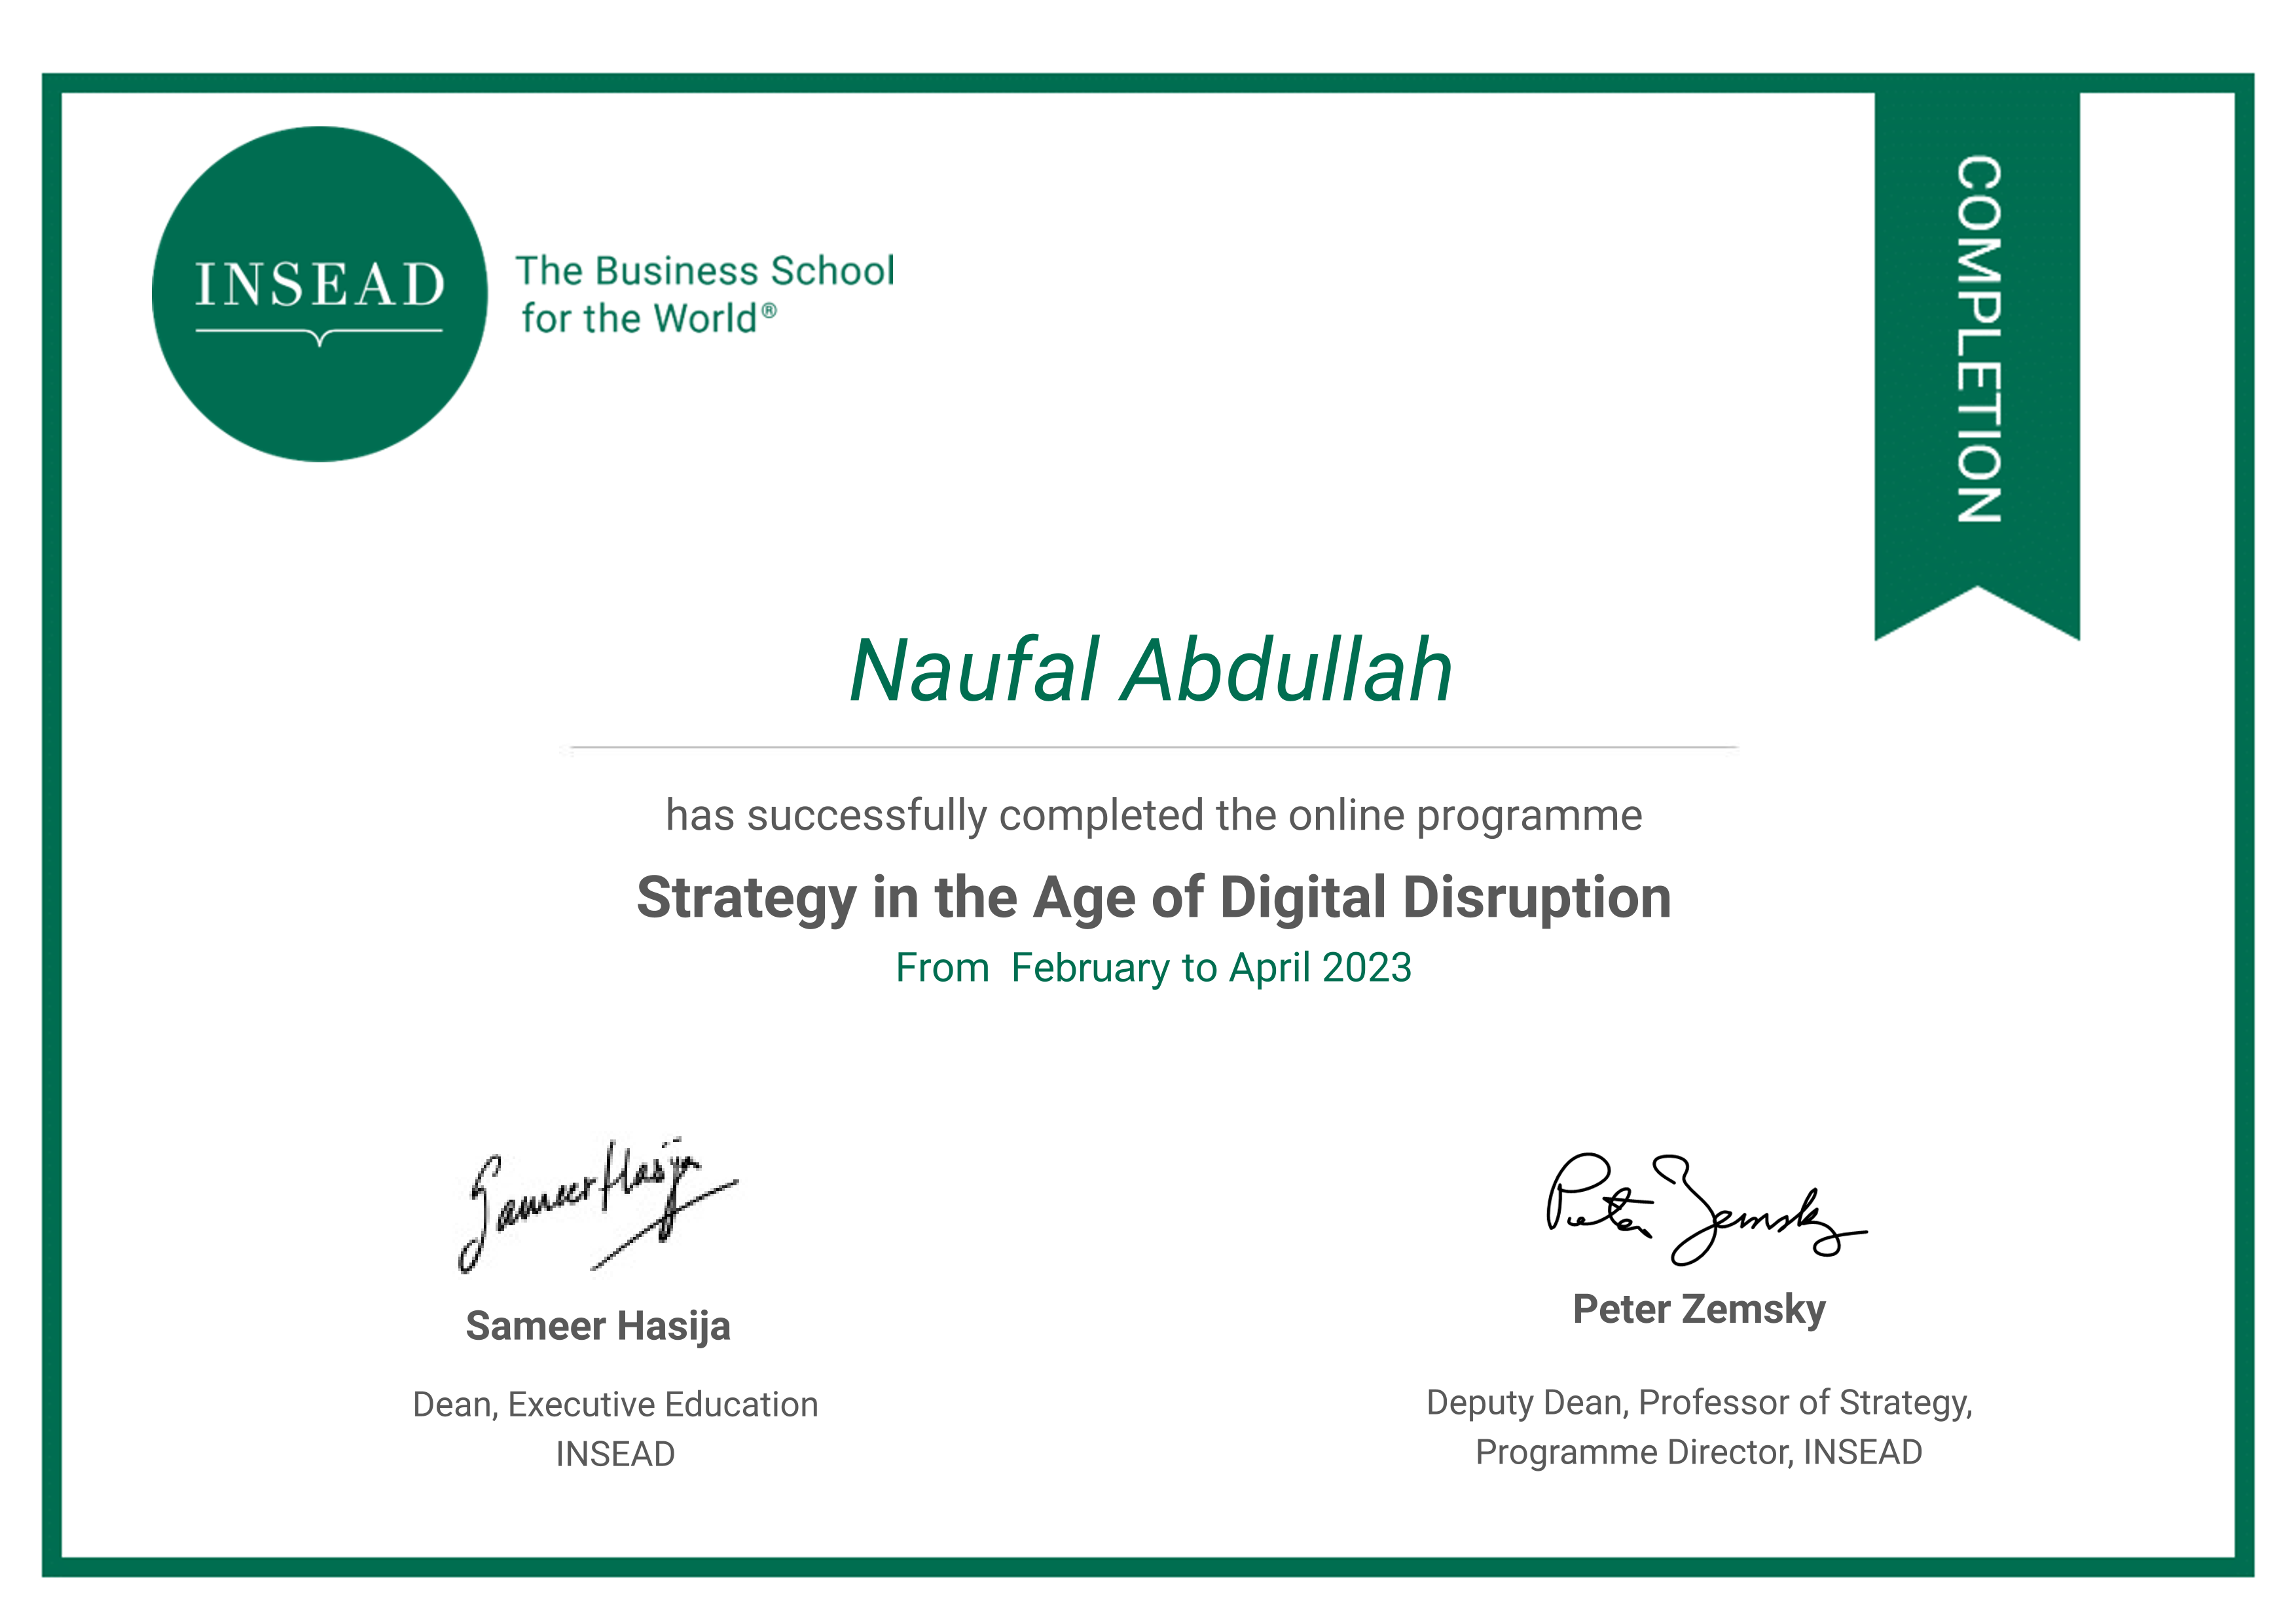 INSEAD
The Business School
for the World®
COMPLETION
Naufal Abdullah
has successfully completed the online programme
Strategy in the Age of Digital Disruption
From  February to April 2023
Sameer Hasija
Peter Zemsky
Sameer Hasija
Dean, Executive Education
INSEAD
Peter Zemsky
Deputy Dean, Professor of Strategy,
Programme Director, INSEAD